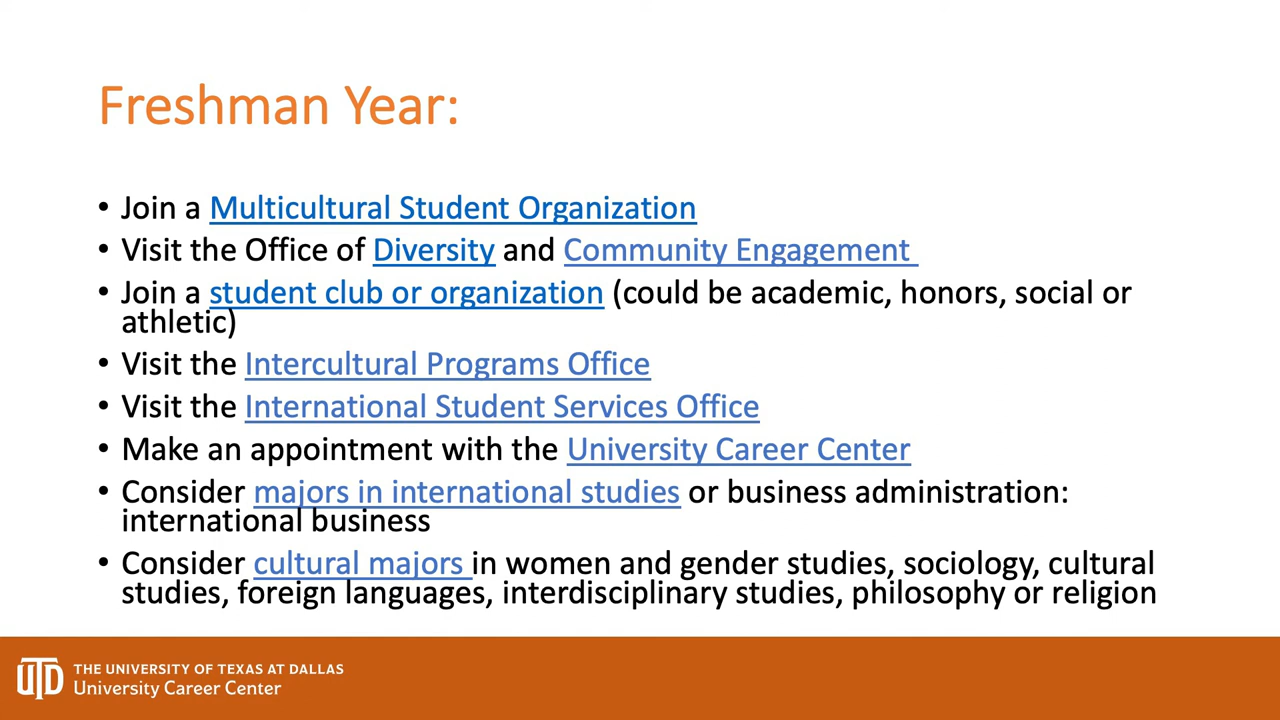 Freshman Year:
• Join a Multicultural Student Organization
• Visit the Office of Diversity and Community Engagement
• Join a student club or organization (could be academic, honors, social or
athletic)
• Visit the Intercultural Programs Office
• Visit the International Student Services Office
• Make an appointment with the University Career Center
• Consider majors in international studies or business administration:
international business
• Consider cultural majors in women and gender studies, sociology, cultural
studies, foreign languages, interdisciplinary studies, philosophy or religion
UTD
THE UNIVERSITY OF TEXAS AT DALLAS
University Career Center